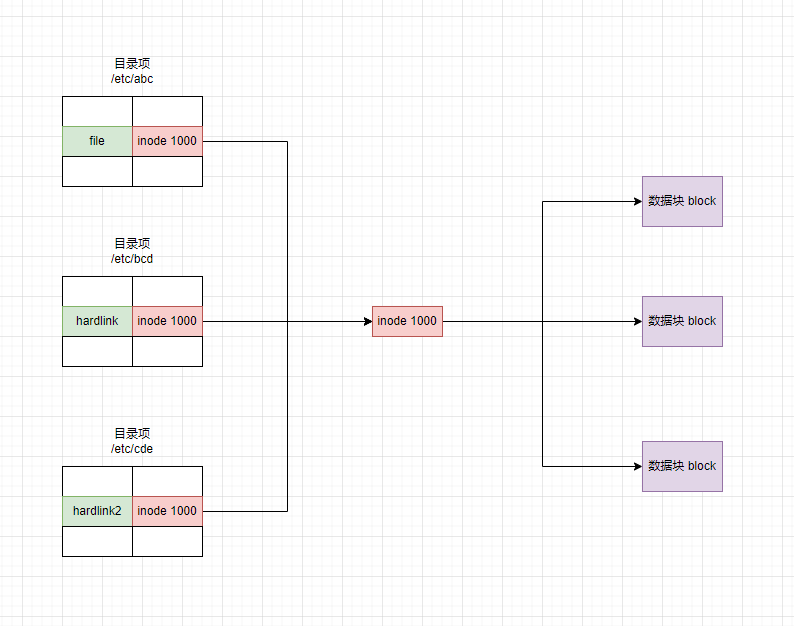 目录项
/etc/abc
file
inode 1000
目录项
/etc/bcd
hardlink
inode 1000
目录项
/etc/cde
hardlink2
inode 1000
inode 1000
数据块 block
数据块 block
数据块 block